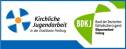 Kirchliche
Jugendarbeit
in der Erzdiözese Freiburg
BDKJ
Bund der Deutschen
Katholischen Jugend
Diözesanverband
Freiburg